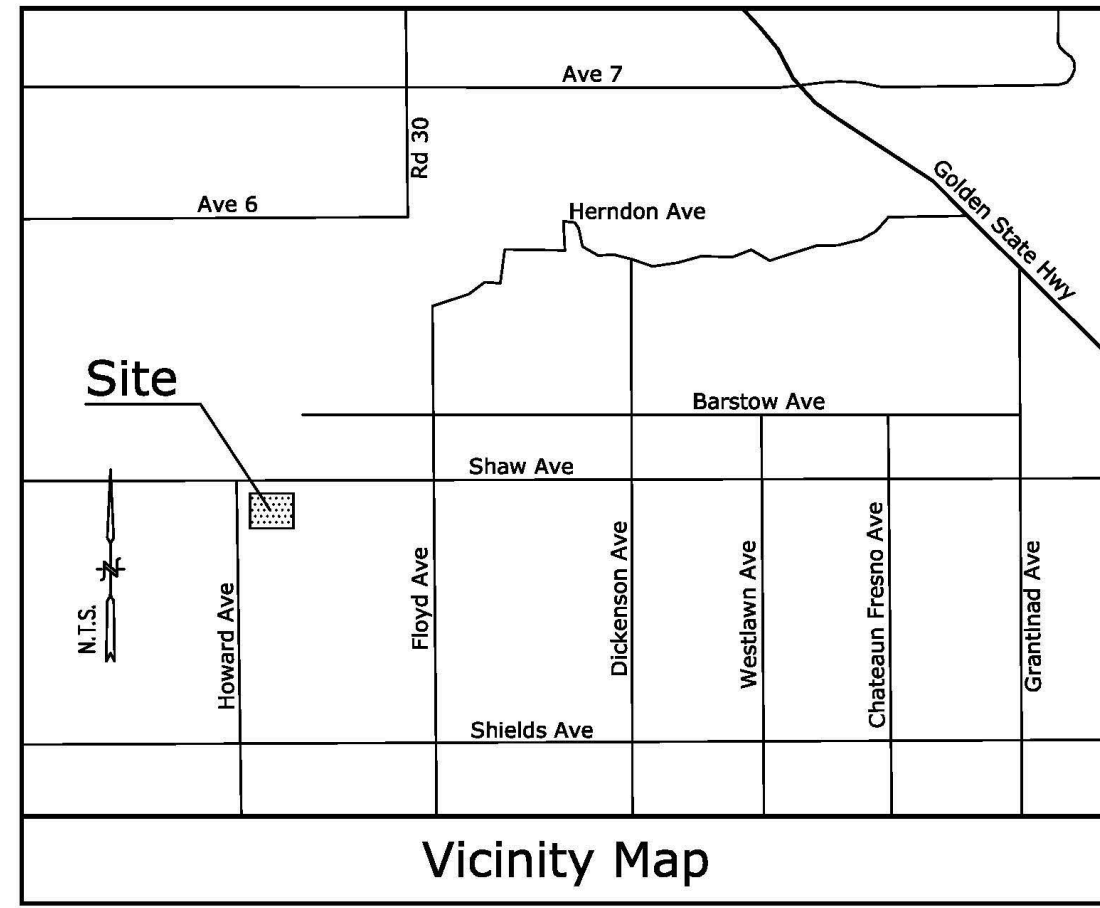 Ave 7
Rd 30
Ave 6
Herndon Ave
Golden State Hwy
Site
Barstow Ave
Shaw Ave
N.T.S.
Howard Ave
Floyd Ave
Dickenson Ave
Westlawn Ave
Chateaun Fresno Ave
Grantinad Ave
Shields Ave
Vicinity Map